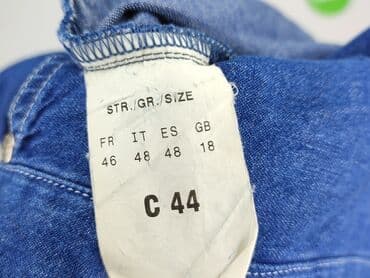 STR./GR./SIZE
FR IT ES GB
46 48 48 18
C 44